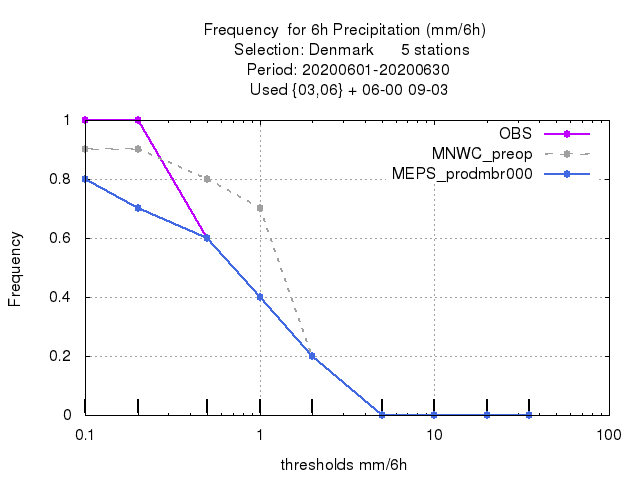 Frequency  for 6h Precipitation (mm/6h)
Selection: Denmark      5 stations
Period: 20200601-20200630
Used {03,06} + 06-00 09-03
OBS
MNWC_preop
MEPS_prodmbr000
1
0.8
0.6
0.4
0.2
0
Frequency
0.1 1 10 100
thresholds mm/6h